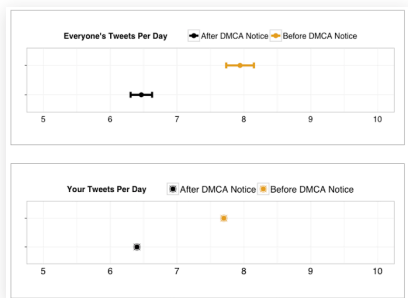 Everyone's Tweets Per Day After DMCA Notice Before DMCA Notice
5 6 7 8 9 10
Your Tweets Per Day After DMCA Notice Before DMCA Notice
5 6 7 8 9 10